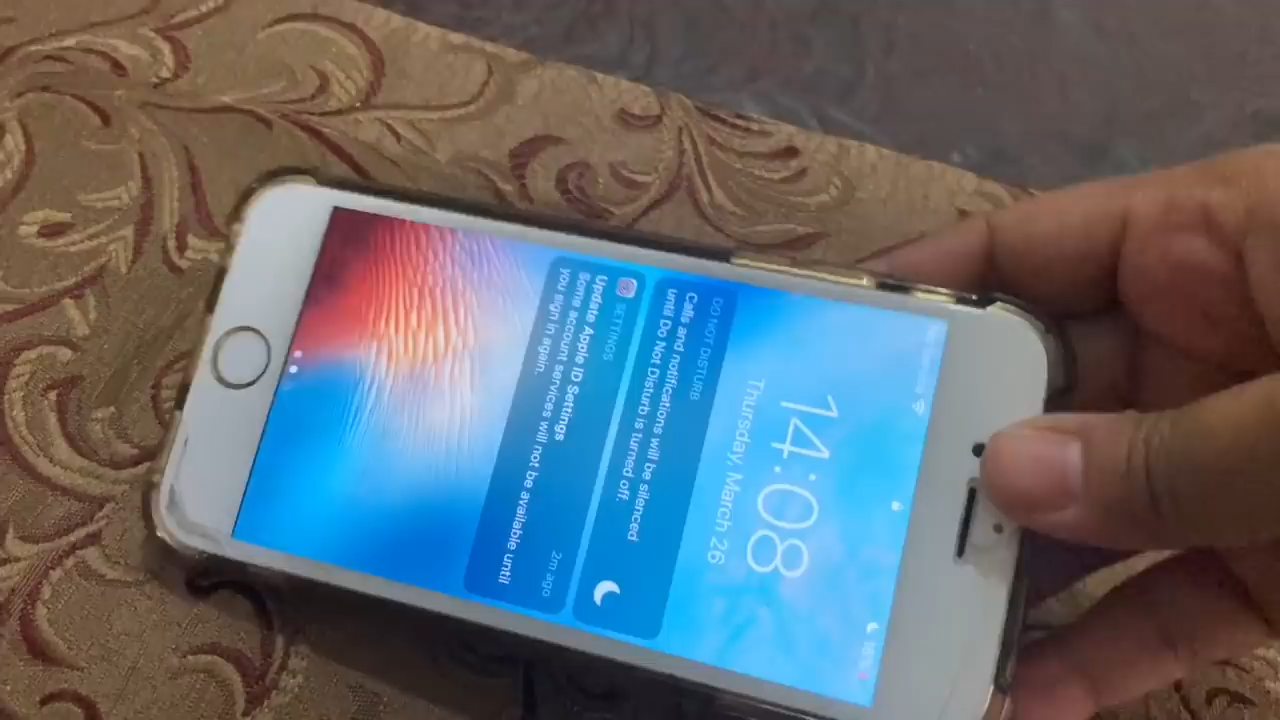 14:08
Thursday, March 26
DO NOT DISTURB
Calls and notifications will be silenced
until Do Not Disturb is turned off.
SETTINGS
2m ago
Update Apple ID Settings
Some account services will not be available until
you sign in again.